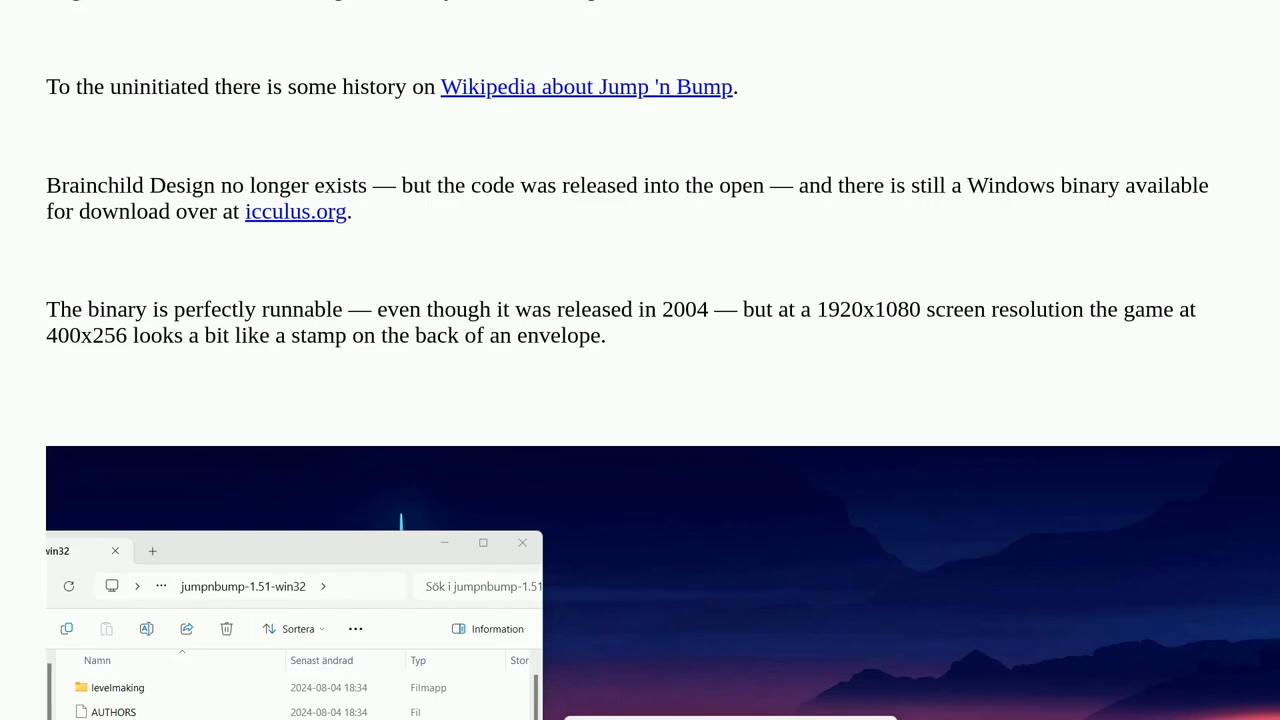 To the uninitiated there is some history on Wikipedia about Jump 'n Bump.
Brainchild Design no longer exists — but the code was released into the open — and there is still a Windows binary available
for download over at icculus.org.
The binary is perfectly runnable — even though it was released in 2004 — but at a 1920x1080 screen resolution the game at
400x256 looks a bit like a stamp on the back of an envelope.
win32
jumpnbump-1.51-win32
Sök i jumpnbump-1.51
Sortera
Information
Namn Senast ändrad Typ Stor
levelmaking 2024-08-04 18:34 Filmapp
AUTHORS 2024-08-04 18:34 Fil